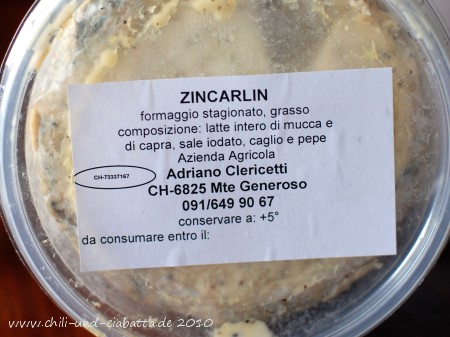 ZINCARLIN
formaggio stagionato, grasso
composizione: latte intero di mucca e
di capra, sale iodato, caglio e pepe
Azienda Agricola
CH-73337167
Adriano Clericetti
CH-6825 Mte Generoso
091/649 90 67
conservare a: +5°
da consumare entro il:
www.chili-und-ciabatta.de 2010